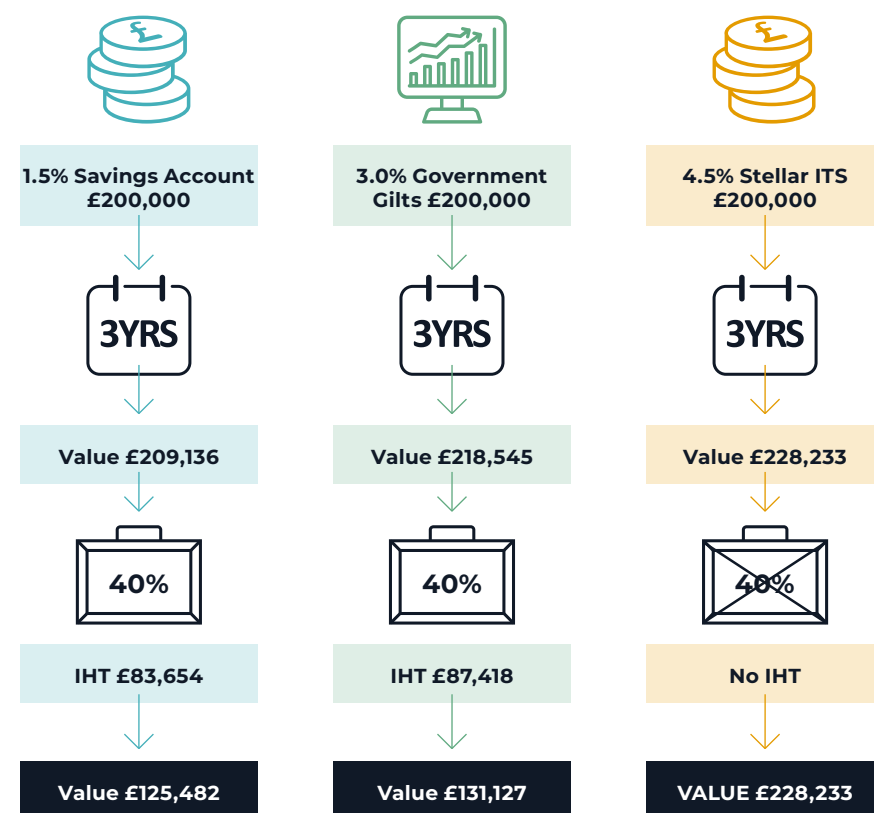 £
£
1.5% Savings Account
£200,000
3.0% Government
Gilts £200,000
4.5% Stellar ITS
£200,000
3YRS
3YRS
3YRS
Value £209,136
Value £218,545
Value £228,233
40%
40%
40%
IHT £83,654
IHT £87,418
No IHT
Value £125,482
Value £131,127
VALUE £228,233